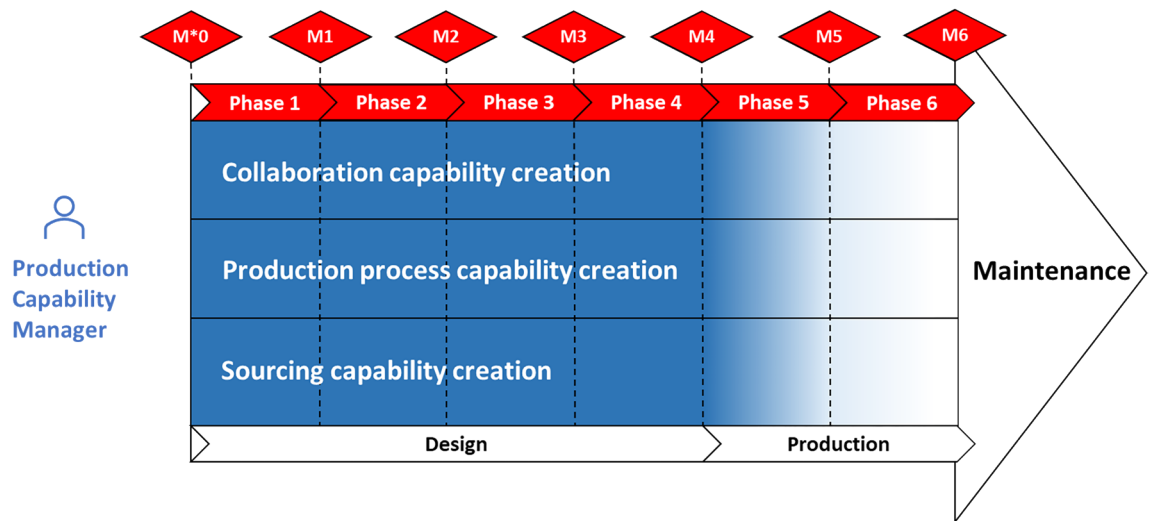 M*0
M1
M2
M3
M4
M5
M6
Phase 1
Phase 2
Phase 3
Phase 4
Phase 5
Phase 6
Collaboration capability creation
Production process capability creation
Sourcing capability creation
Production
Capability
Manager
Maintenance
Design
Production